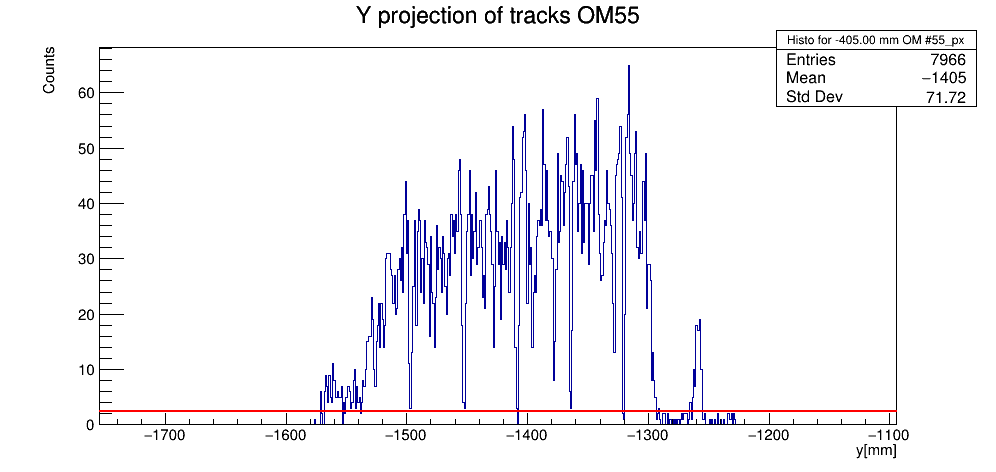 Y projection of tracks OM55
Histo for -405.00 mm OM #55_px
Entries 7966
Mean −1405
Std Dev 71.72
Counts
60
50
40
30
20
10
0
−1700 −1600 −1500 −1400 −1300 −1200 −1100
y[mm]